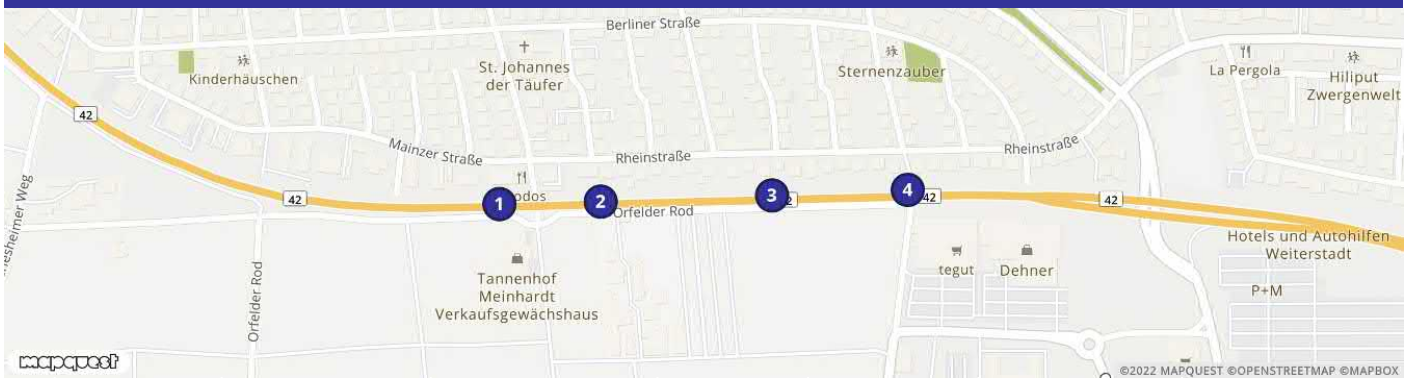 Berliner Straße
Kinderhäuschen
St. Johannes
der Täufer
Sternenzauber
La Pergola
Hiliput
Zwergenwelt
42
Mainzer Straße
Rheinstraße
Rheinstraße
42
1
2
3
4
42
42
Orfelder Rod
Weg
Orfelder Rod
Tannenhof
Meinhardt
Verkaufsgewächshaus
tegut
Dehner
Hotels und Autohilfen
Weiterstadt
P+M
mapquest
©2022 MAPQUEST ©OPENSTREETMAP ©MAPBOX